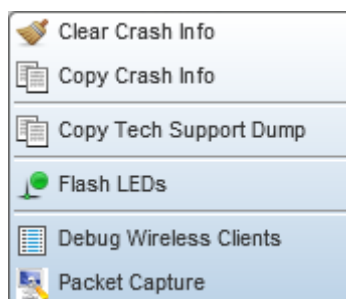 Clear Crash Info
Copy Crash Info
Copy Tech Support Dump
Flash LEDs
Debug Wireless Clients
Packet Capture